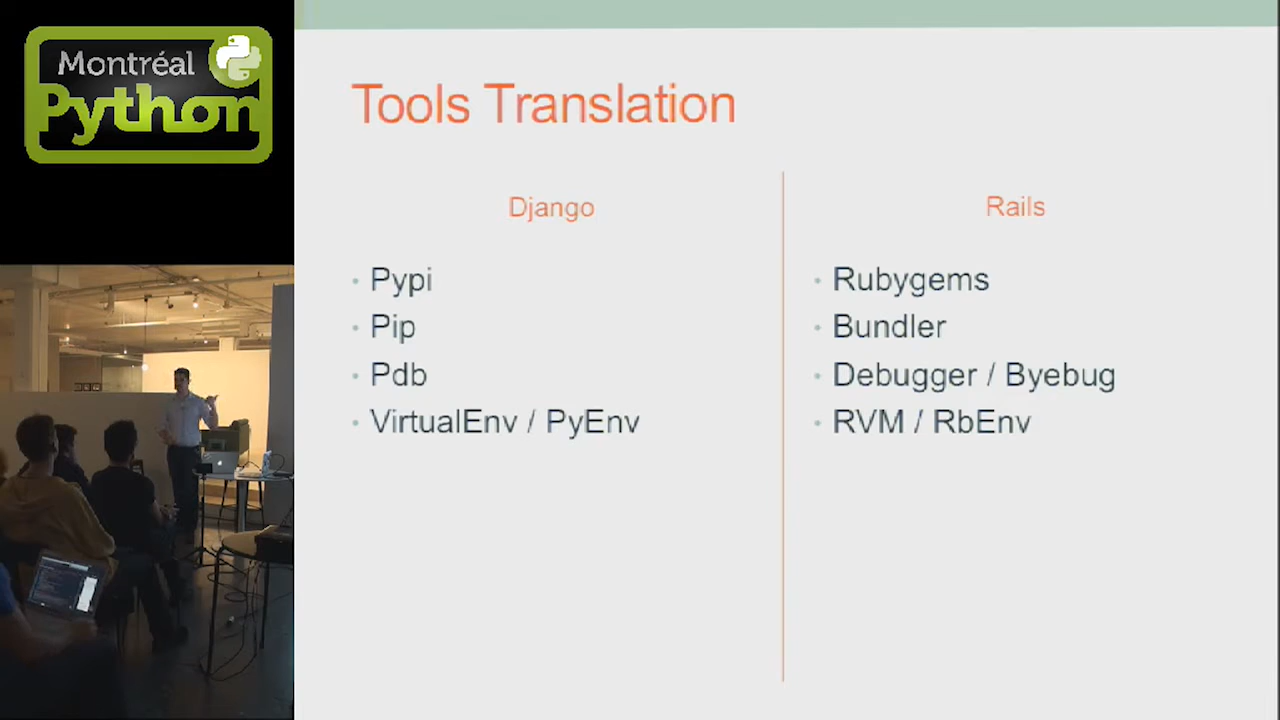 Montréal
Python
Tools Translation
Django
Pypi
Pip
Pdb
VirtualEnv / PyEnv
Rails
Rubygems
Bundler
Debugger / Byebug
RVM / RbEnv